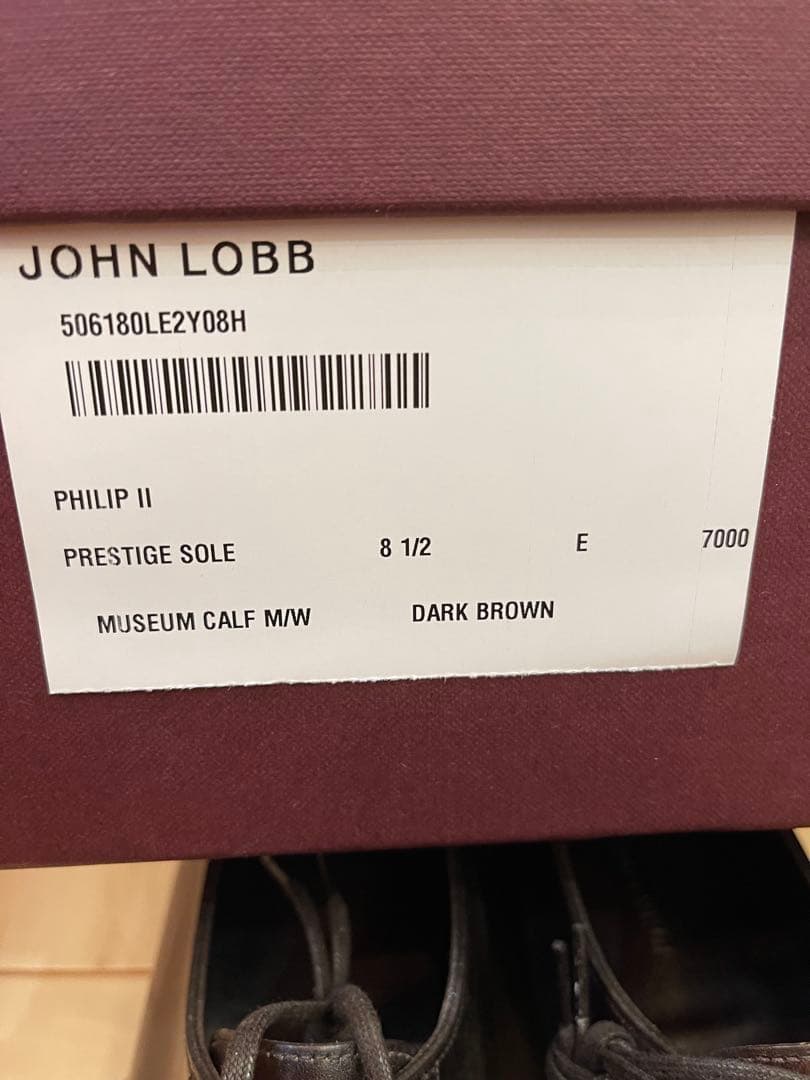 JOHN LOBB
506180LE2Y08H
PHILIP II
PRESTIGE SOLE 8 1/2 E 7000
MUSEUM CALF M/W DARK BROWN